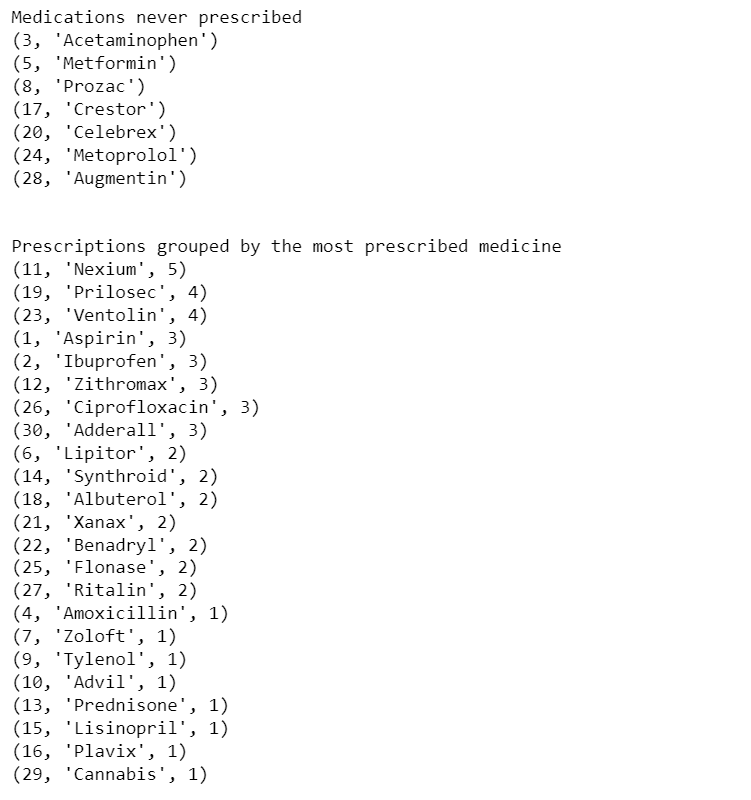 Medications never prescribed
(3, 'Acetaminophen')
(5, 'Metformin')
(8, 'Prozac')
(17, 'Crestor')
(20, 'Celebrex')
(24, 'Metoprolol')
(28, 'Augmentin')
Prescriptions grouped by the most prescribed medicine
(11, 'Nexium', 5)
(19, 'Prilosec', 4)
(23, 'Ventolin', 4)
(1, 'Aspirin', 3)
(2, 'Ibuprofen', 3)
(12, 'Zithromax', 3)
(26, 'Ciprofloxacin', 3)
(30, 'Adderall', 3)
(6, 'Lipitor', 2)
(14, 'Synthroid', 2)
(18, 'Albuterol', 2)
(21, 'Xanax', 2)
(22, 'Benadryl', 2)
(25, 'Flonase', 2)
(27, 'Ritalin', 2)
(4, 'Amoxicillin', 1)
(7, 'Zoloft', 1)
(9, 'Tylenol', 1)
(10, 'Advil', 1)
(13, 'Prednisone', 1)
(15, 'Lisinopril', 1)
(16, 'Plavix', 1)
(29, 'Cannabis', 1)